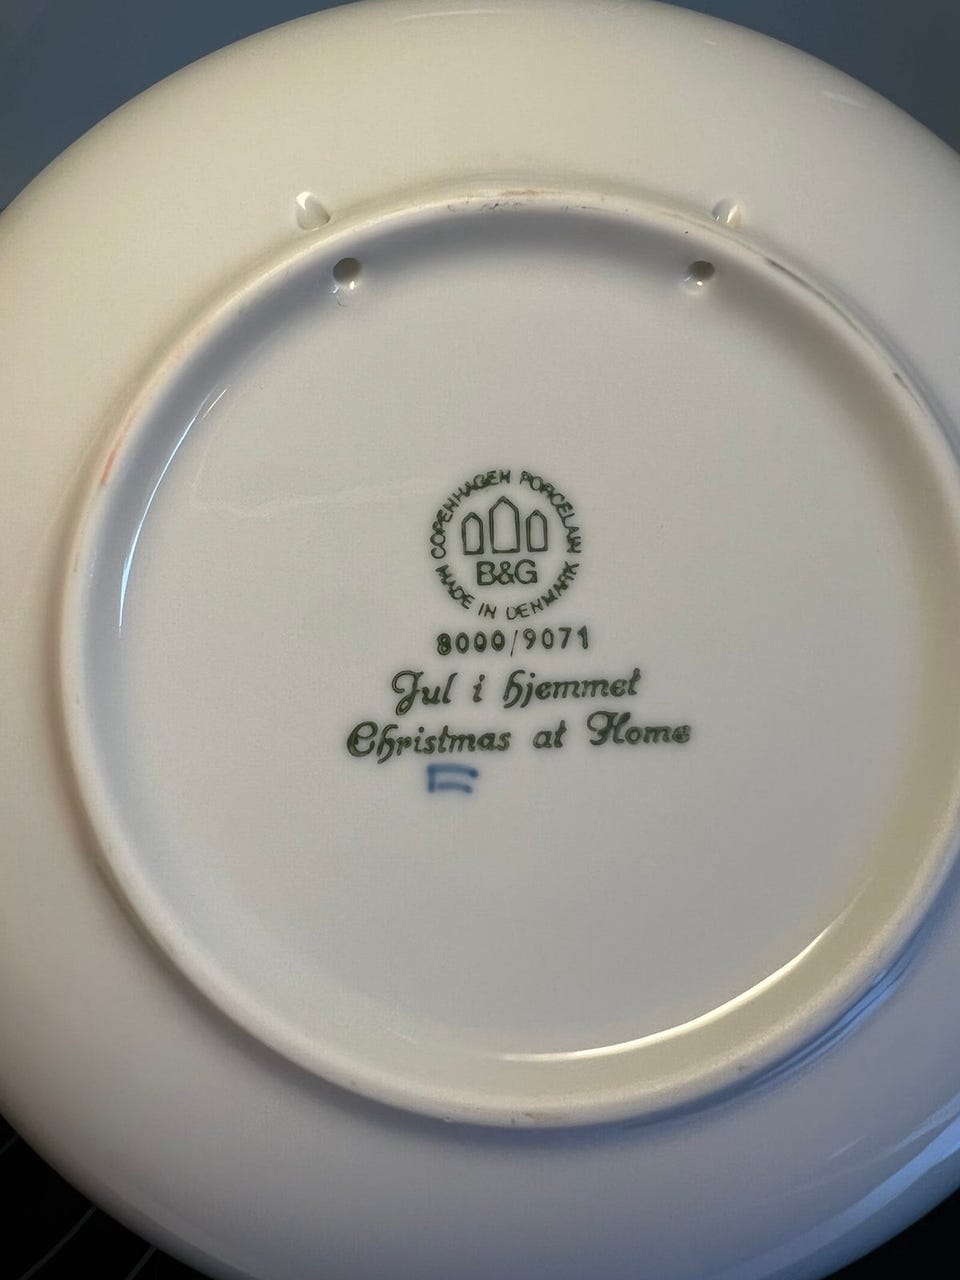 COPENHAGEN PORCELAIN
B&G
MADE IN DENMARK
8000/9071
Jul i hjemmet
Christmas at Home